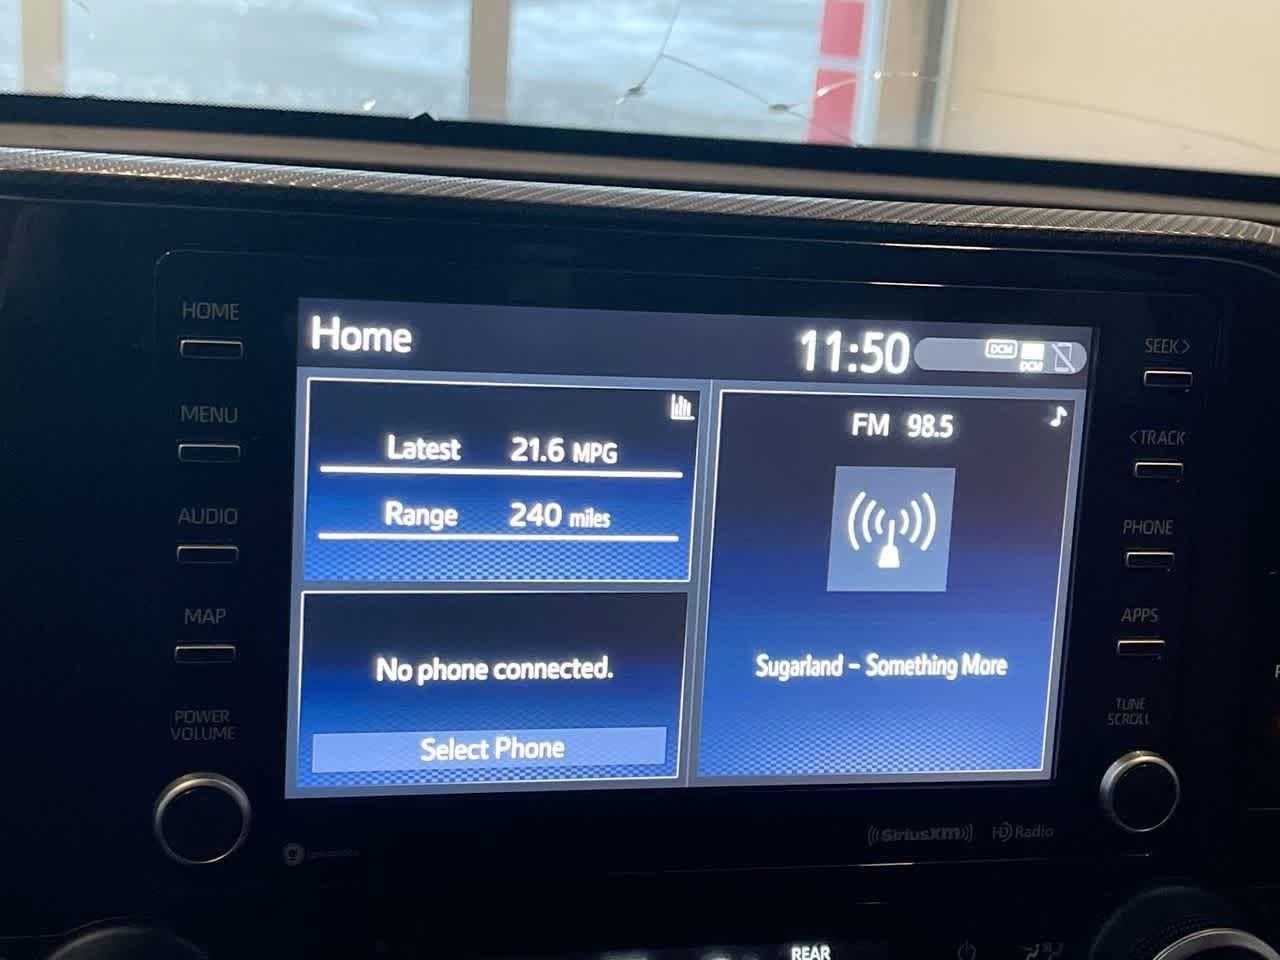 HOME
MENU
AUDIO
MAP
POWER
VOLUME
Home
11:50
DCM
DCM
Latest 21.6 MPG
Range 240 miles
No phone connected.
Select Phone
FM 98.5
Sugarland - Something More
SEEK>
<TRACK
PHONE
APPS
TUNE
SCROLL
((SiriusXM)) HD Radio
REAR